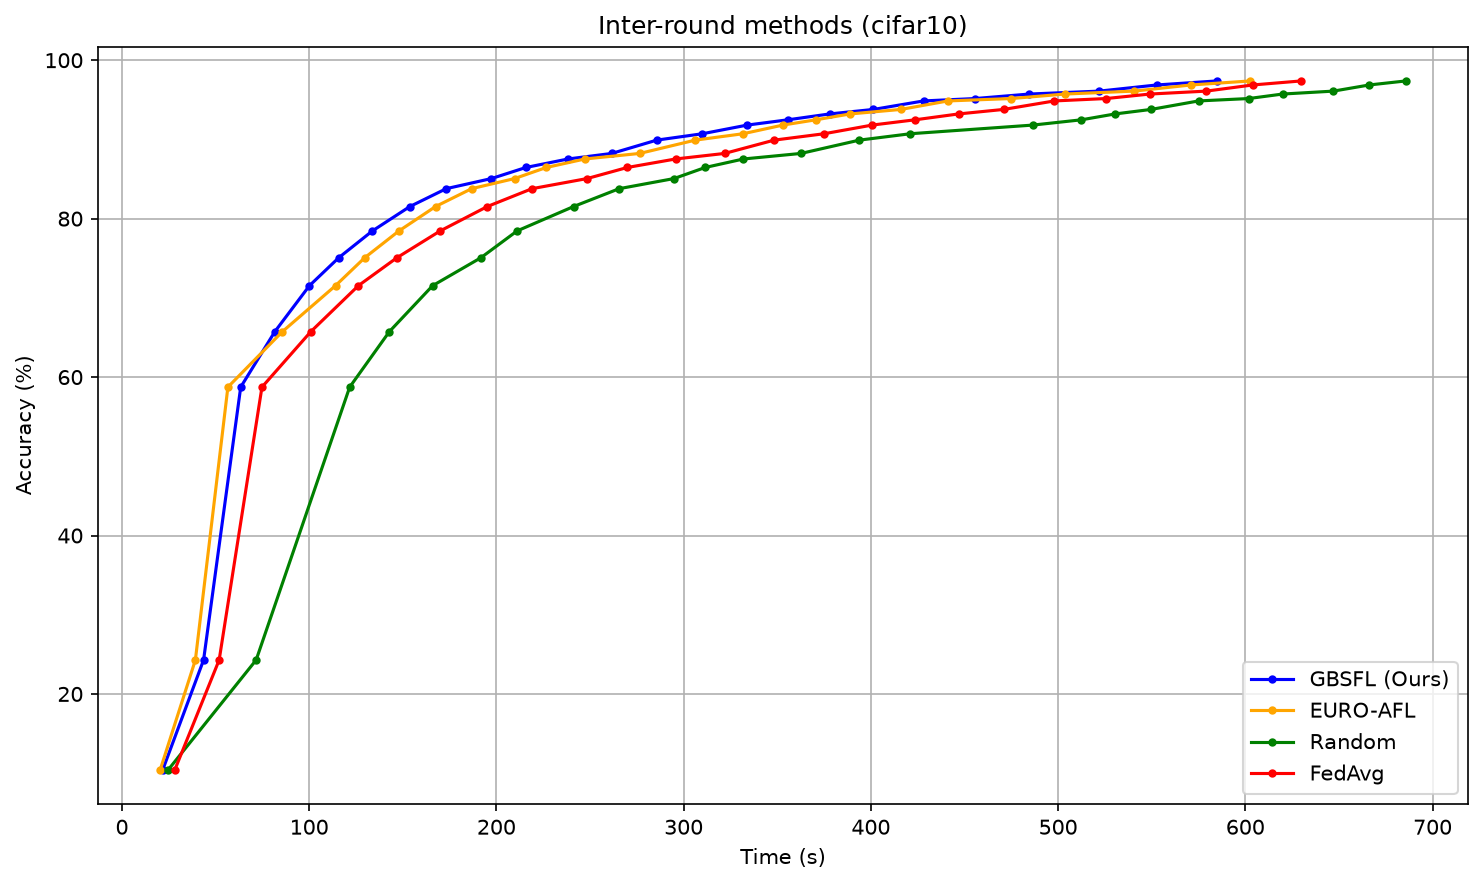 Inter-round methods (cifar10)
100
80
60
40
20
Accuracy (%)
0 100 200 300 400 500 600 700
Time (s)
GBSFL (Ours)
EURO-AFL
Random
FedAvg